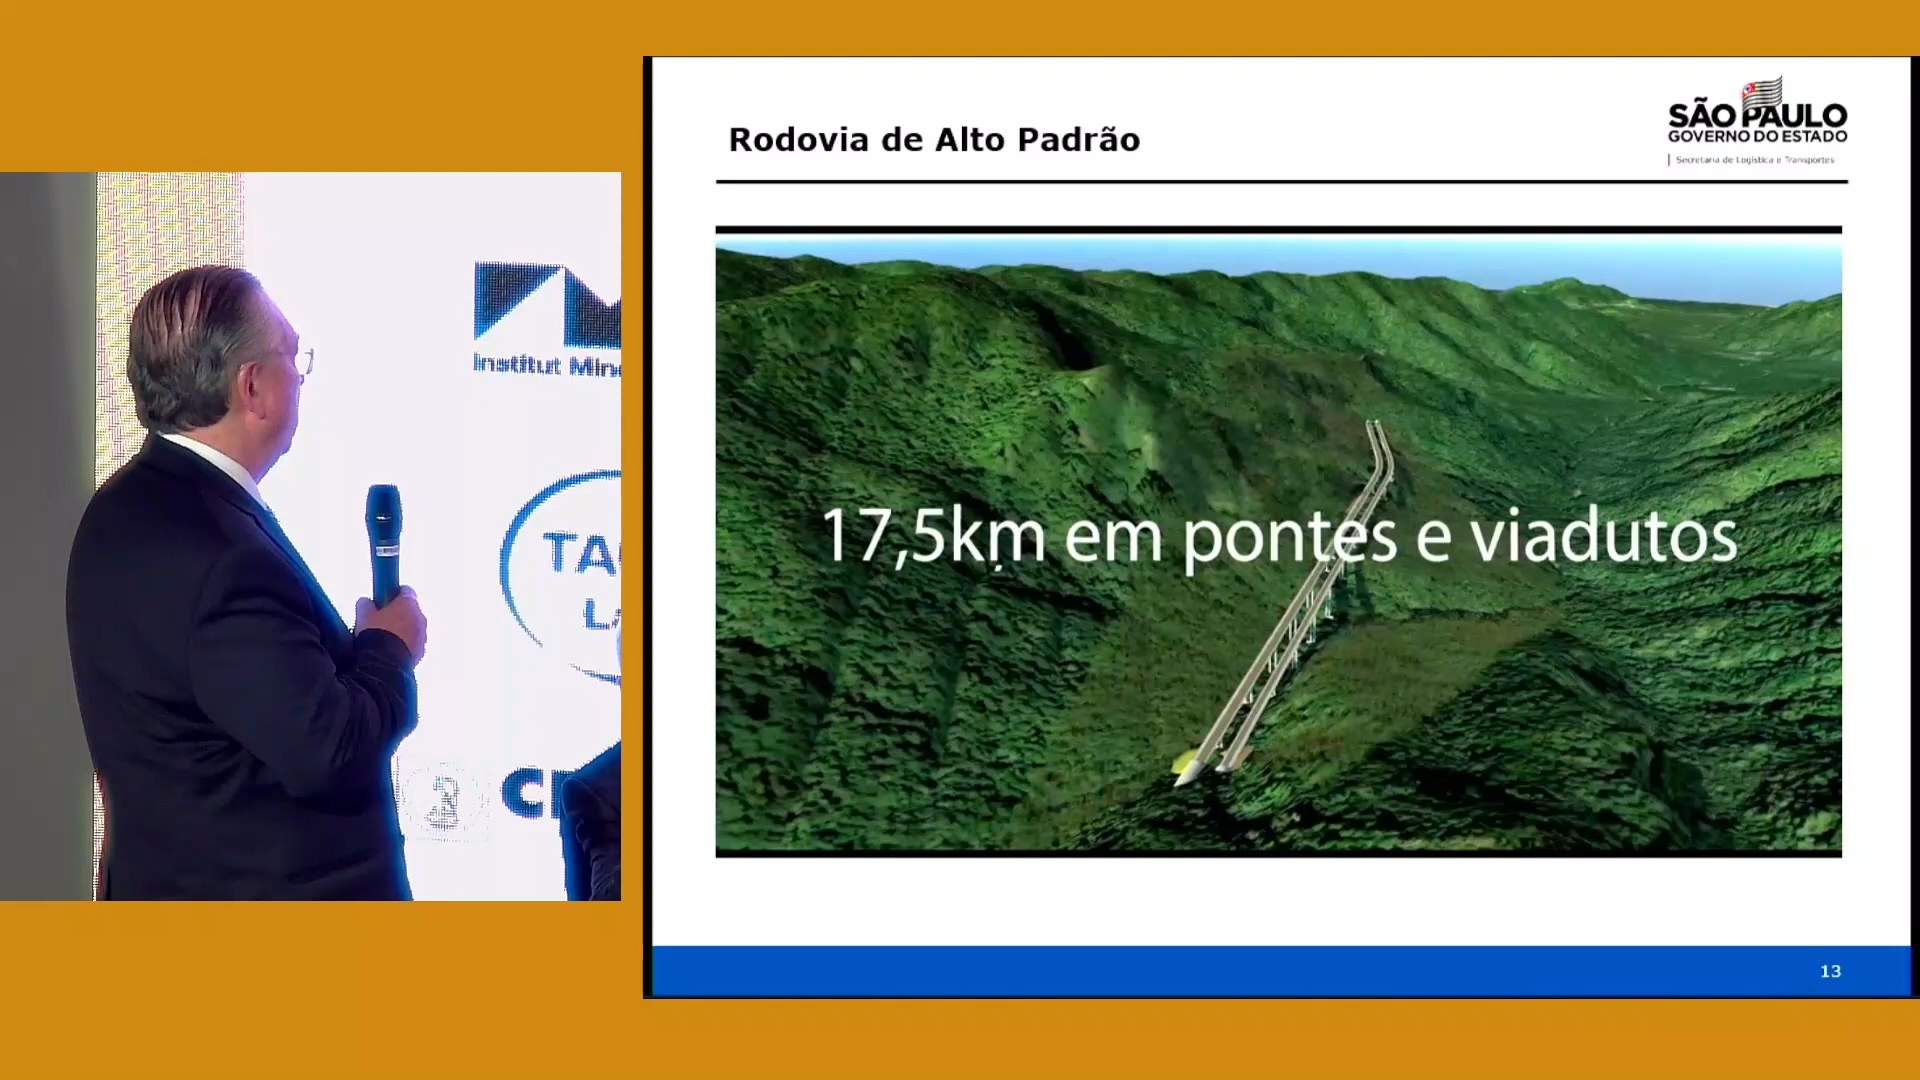 Rodovia de Alto Padrão
SÃO PAULO
GOVERNO DO ESTADO
Secretaria de Logística e Transportes
17,5km em pontes e viadutos
13
Institut